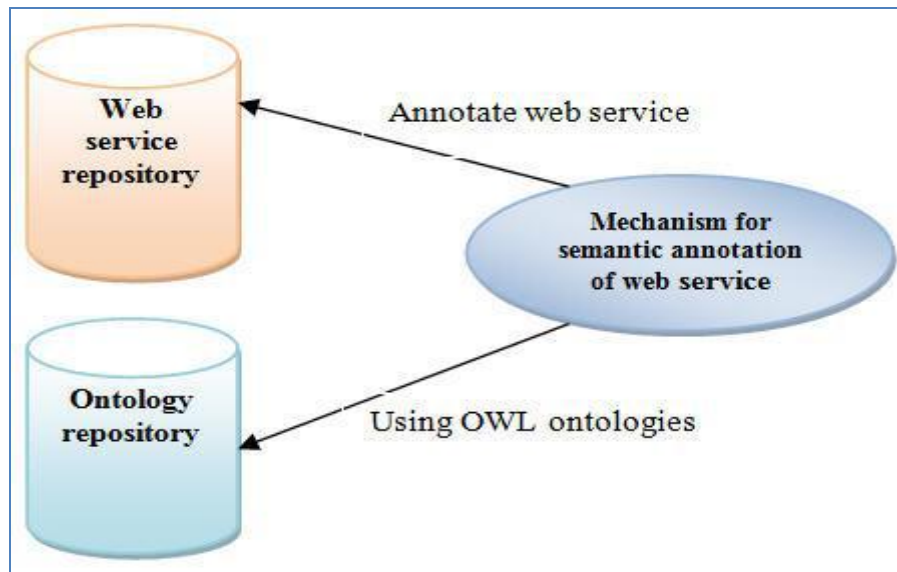 Web
service
repository
Annotate web service
Mechanism for
semantic annotation
of web service
Ontology
repository
Using OWL ontologies